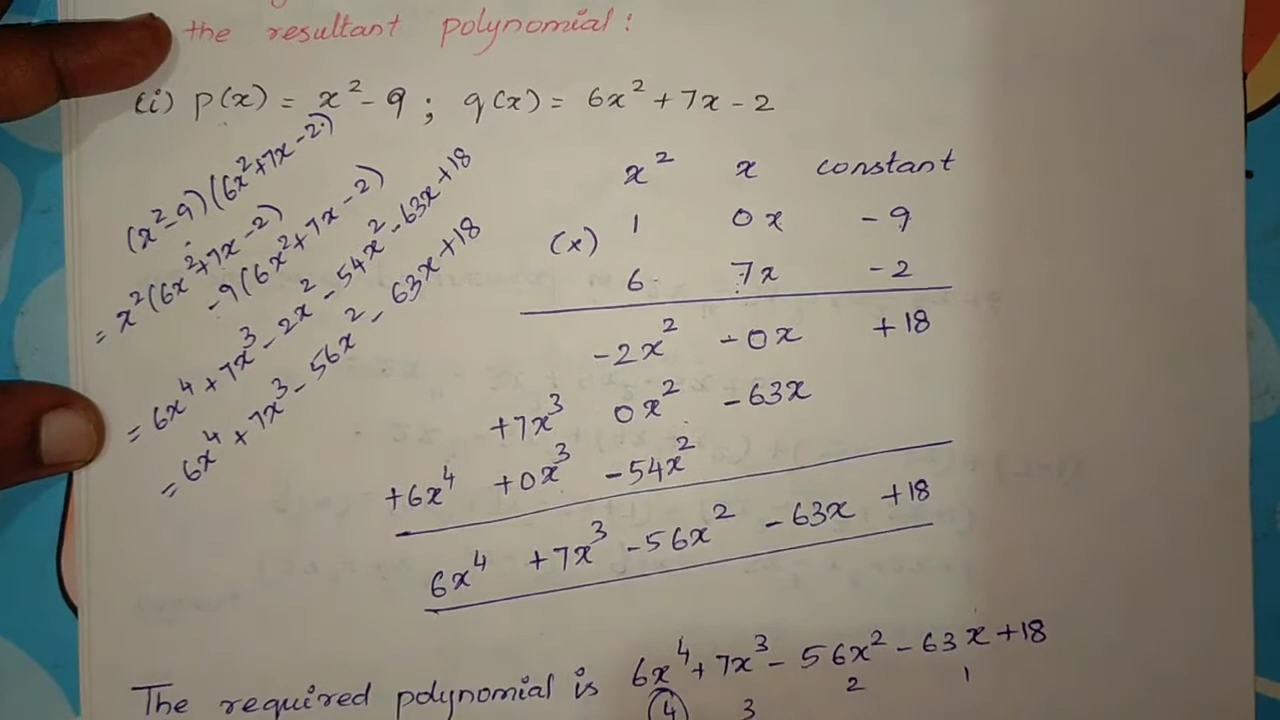 the resultant polynomial:
(i) p(x) = x² - 9 ; q(x) = 6x² + 7x - 2
(x²-9)(6x²+7x-2)
= x²(6x²+7x-2)
-9(6x²+7x-2)
= 6x⁴ + 7x³ - 2x² - 54x² - 63x + 18
= 6x⁴ + 7x³ - 56x² - 63x + 18
x² x constant
(x) 1 0x -9
6 7x -2
-2x² -0x +18
+7x³ 0x² -63x
+6x⁴ +0x³ -54x²
6x⁴ +7x³ -56x² -63x +18
The required polynomial is 6x⁴ + 7x³ - 56x² - 63x + 18
4 3 2 1